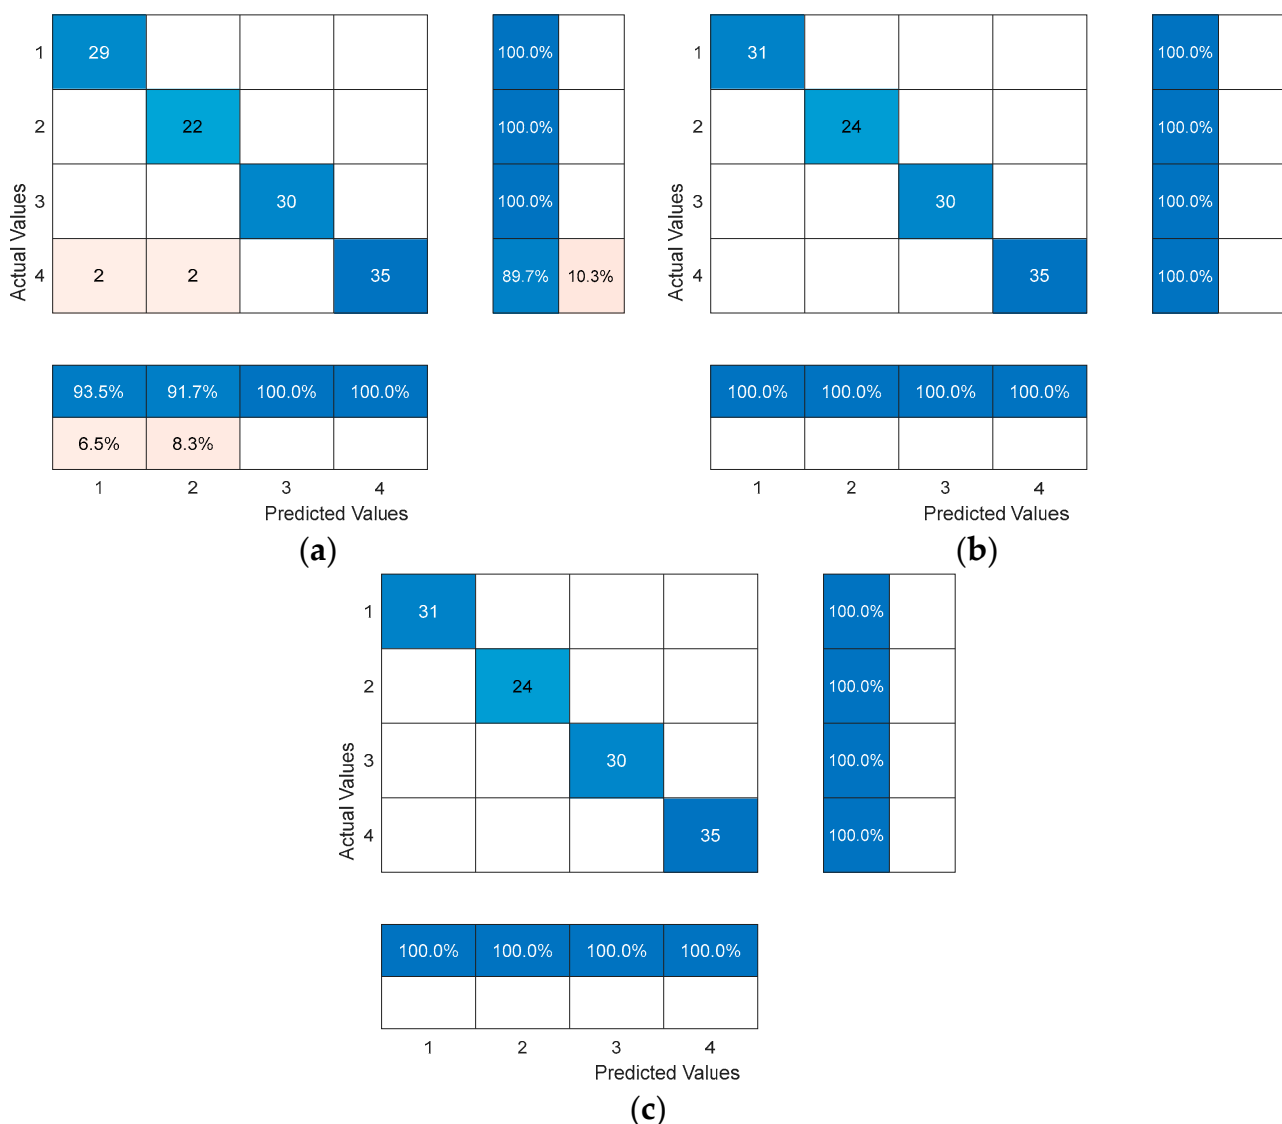 1 29 100.0%
2 22 100.0%
3 30 100.0%
4 2 2 35 89.7% 10.3%
Actual Values
93.5% 91.7% 100.0% 100.0%
6.5% 8.3%
1 2 3 4
Predicted Values
(a)
1 31 100.0%
2 24 100.0%
3 30 100.0%
4 35 100.0%
Actual Values
100.0% 100.0% 100.0% 100.0%
1 2 3 4
Predicted Values
(b)
1 31 100.0%
2 24 100.0%
3 30 100.0%
4 35 100.0%
Actual Values
100.0% 100.0% 100.0% 100.0%
1 2 3 4
Predicted Values
(c)